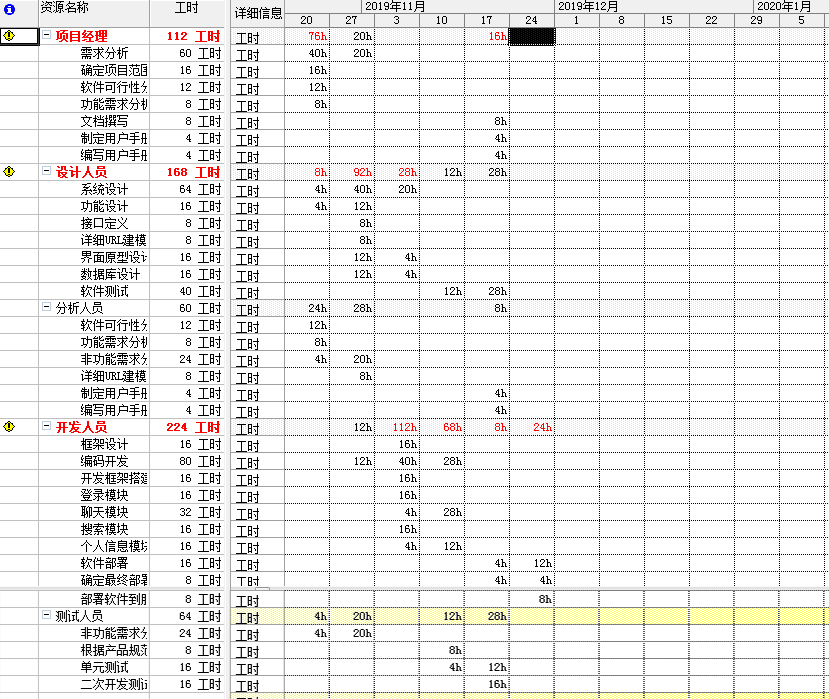 资源名称 工时 详细信息 2019年11月 2019年12月 2020年1月
20 27 3 10 17 24 1 8 15 22 29 5
项目经理 112 工时 工时 76h 20h 16h
需求分析 60 工时 工时 40h 20h
确定项目范围 16 工时 工时 16h
软件可行性分 12 工时 工时 12h
功能需求分析 8 工时 工时 8h
文档撰写 8 工时 工时 8h
制定用户手册 4 工时 工时 4h
编写用户手册 4 工时 工时 4h
设计人员 168 工时 工时 8h 92h 28h 12h 28h
系统设计 64 工时 工时 4h 40h 20h
功能设计 16 工时 工时 4h 12h
接口定义 8 工时 工时 8h
详细URL建模 8 工时 工时 8h
界面原型设计 16 工时 工时 12h 4h
数据库设计 16 工时 工时 12h 4h
软件测试 40 工时 工时 12h 28h
分析人员 60 工时 工时 24h 28h 8h
软件可行性分 12 工时 工时 12h
功能需求分析 8 工时 工时 8h
非功能需求分 24 工时 工时 4h 20h
详细URL建模 8 工时 工时 8h
制定用户手册 4 工时 工时 4h
编写用户手册 4 工时 工时 4h
开发人员 224 工时 工时 12h 112h 68h 8h 24h
框架设计 16 工时 工时 16h
编码开发 80 工时 工时 12h 40h 28h
开发框架搭建 16 工时 工时 16h
登录模块 16 工时 工时 16h
聊天模块 32 工时 工时 4h 28h
搜索模块 16 工时 工时 16h
个人信息模块 16 工时 工时 4h 12h
软件部署 16 工时 工时 4h 12h
确定最终部署 8 工时 工时 4h 4h
部署软件到服 8 工时 工时 8h
测试人员 64 工时 工时 4h 20h 12h 28h
非功能需求分 24 工时 工时 4h 20h
根据产品规范 8 工时 工时 8h
单元测试 16 工时 工时 4h 12h
二次开发测试 16 工时 工时 16h